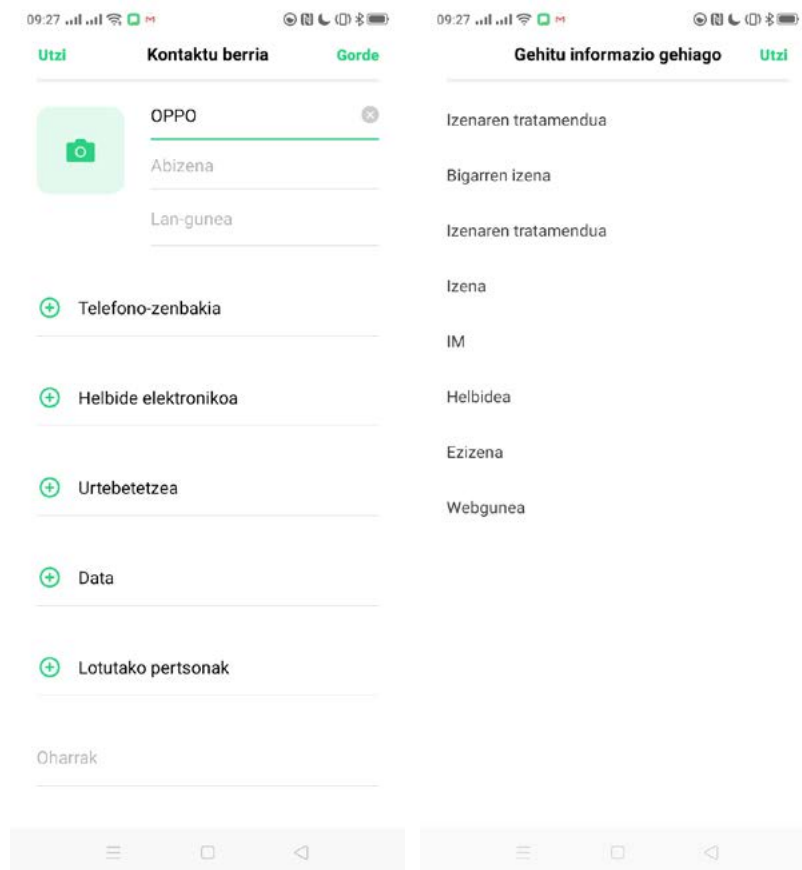 09:27
Utzi Kontaktu berria Gorde
OPPO
Abizena
Lan-gunea
Telefono-zenbakia
Helbide elektronikoa
Urtebetetzea
Data
Lotutako pertsonak
Oharrak
09:27
Gehitu informazio gehiago Utzi
Izenaren tratamendua
Bigarren izena
Izenaren tratamendua
Izena
IM
Helbidea
Ezizena
Webgunea